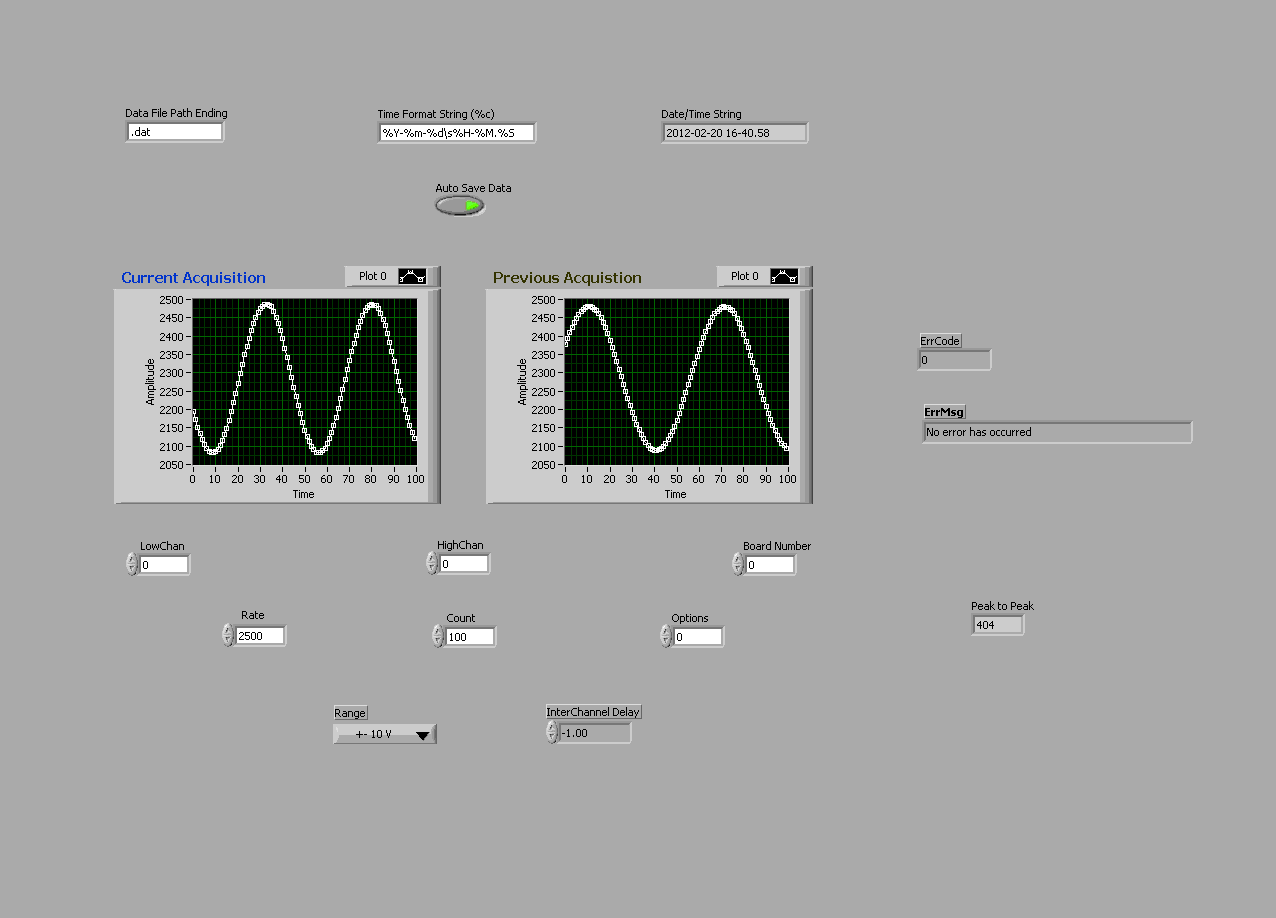 Data File Path Ending
.dat
Time Format String (%c)
%Y-%m-%d\s%H-%M.%S
Date/Time String
2012-02-20 16-40.58
Auto Save Data
Current Acquisition
Plot 0
Amplitude
2500
2450
2400
2350
2300
2250
2200
2150
2100
2050
0 10 20 30 40 50 60 70 80 90 100
Time
Previous Acquistion
Plot 0
Amplitude
2500
2450
2400
2350
2300
2250
2200
2150
2100
2050
0 10 20 30 40 50 60 70 80 90 100
Time
ErrCode
0
ErrMsg
No error has occurred
LowChan
0
HighChan
0
Board Number
0
Rate
2500
Count
100
Options
0
Peak to Peak
404
Range
+- 10 V
InterChannel Delay
-1.00